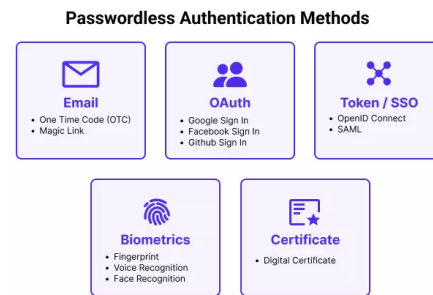 Passwordless Authentication Methods
Email
• One Time Code (OTC)
• Magic Link
OAuth
• Google Sign In
• Facebook Sign In
• Github Sign In
Token / SSO
• OpenID Connect
• SAML
Biometrics
• Fingerprint
• Voice Recognition
• Face Recognition
Certificate
• Digital Certificate